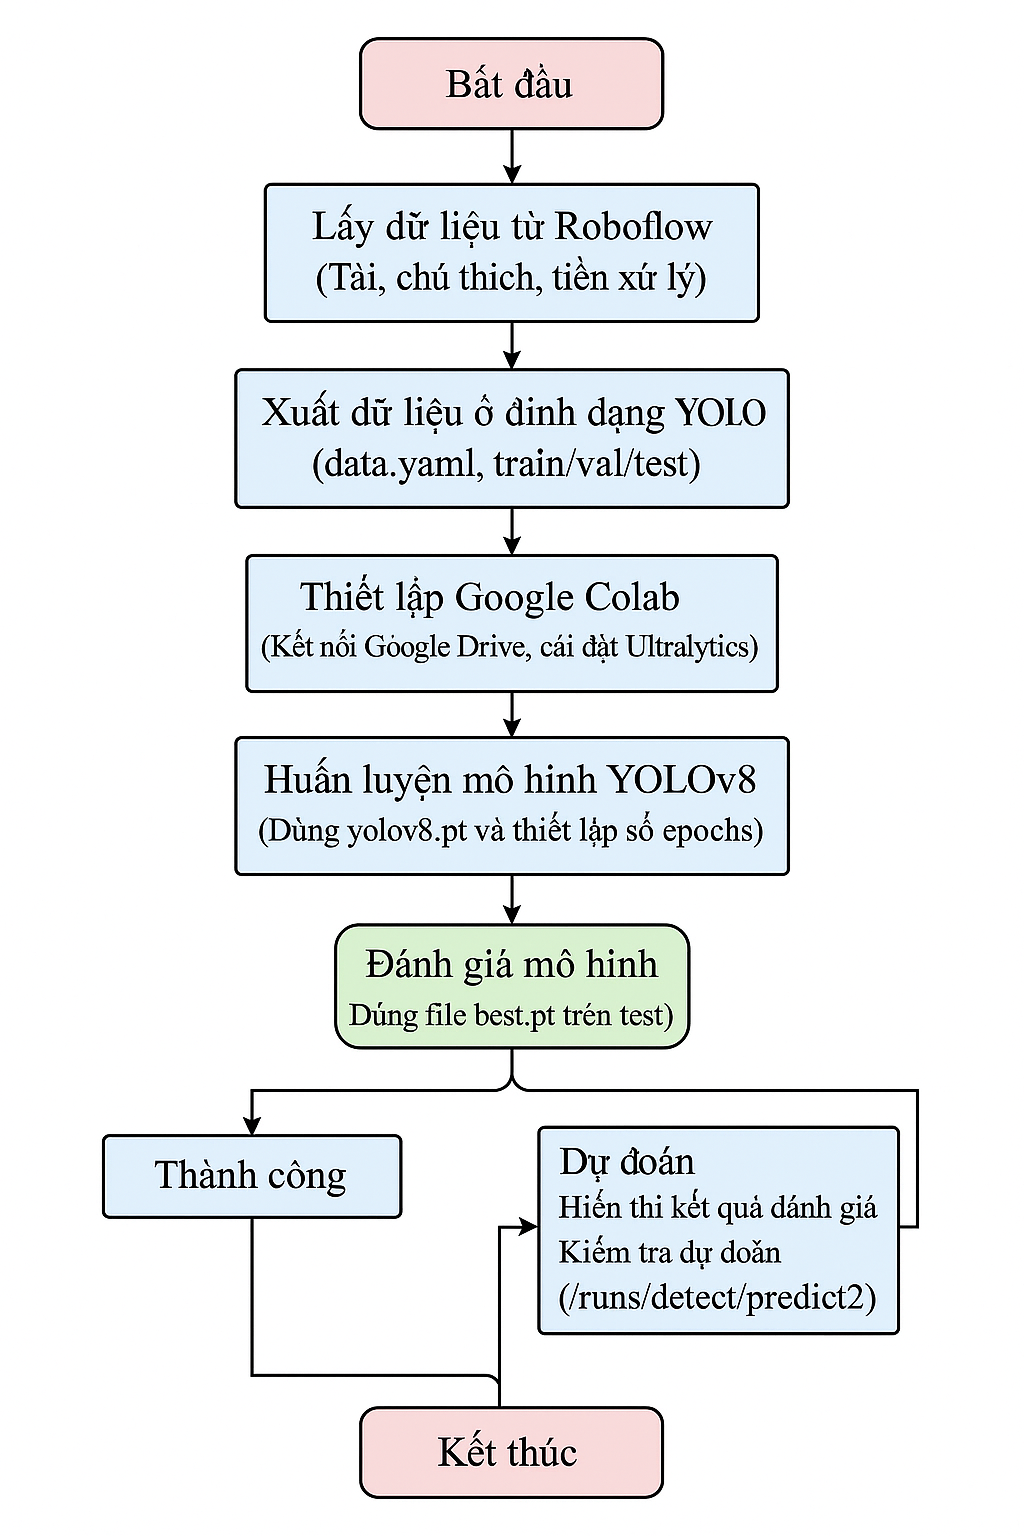 Bất đầu
Lấy dữ liệu từ Roboflow
(Tài, chú thich, tiền xứ lý)
Xuất dữ liệu ố đinh dạng YOLO
(data.yaml, train/val/test)
Thiết lập Google Colab
(Kết nối Gỏogle Drive, cái đặt Ultralytics)
Huấn luyện mô hinh YOLOv8
(Dùng yolov8.pt và thiết lập số epochs)
Đánh giá mô hinh
Dúng file best.pt trén test)
Thành công
Dự đoán
Hiến thi kết quả dánh giá
Kiếm tra dự doẳn
(/runs/detect/predict2)
Kết thúc